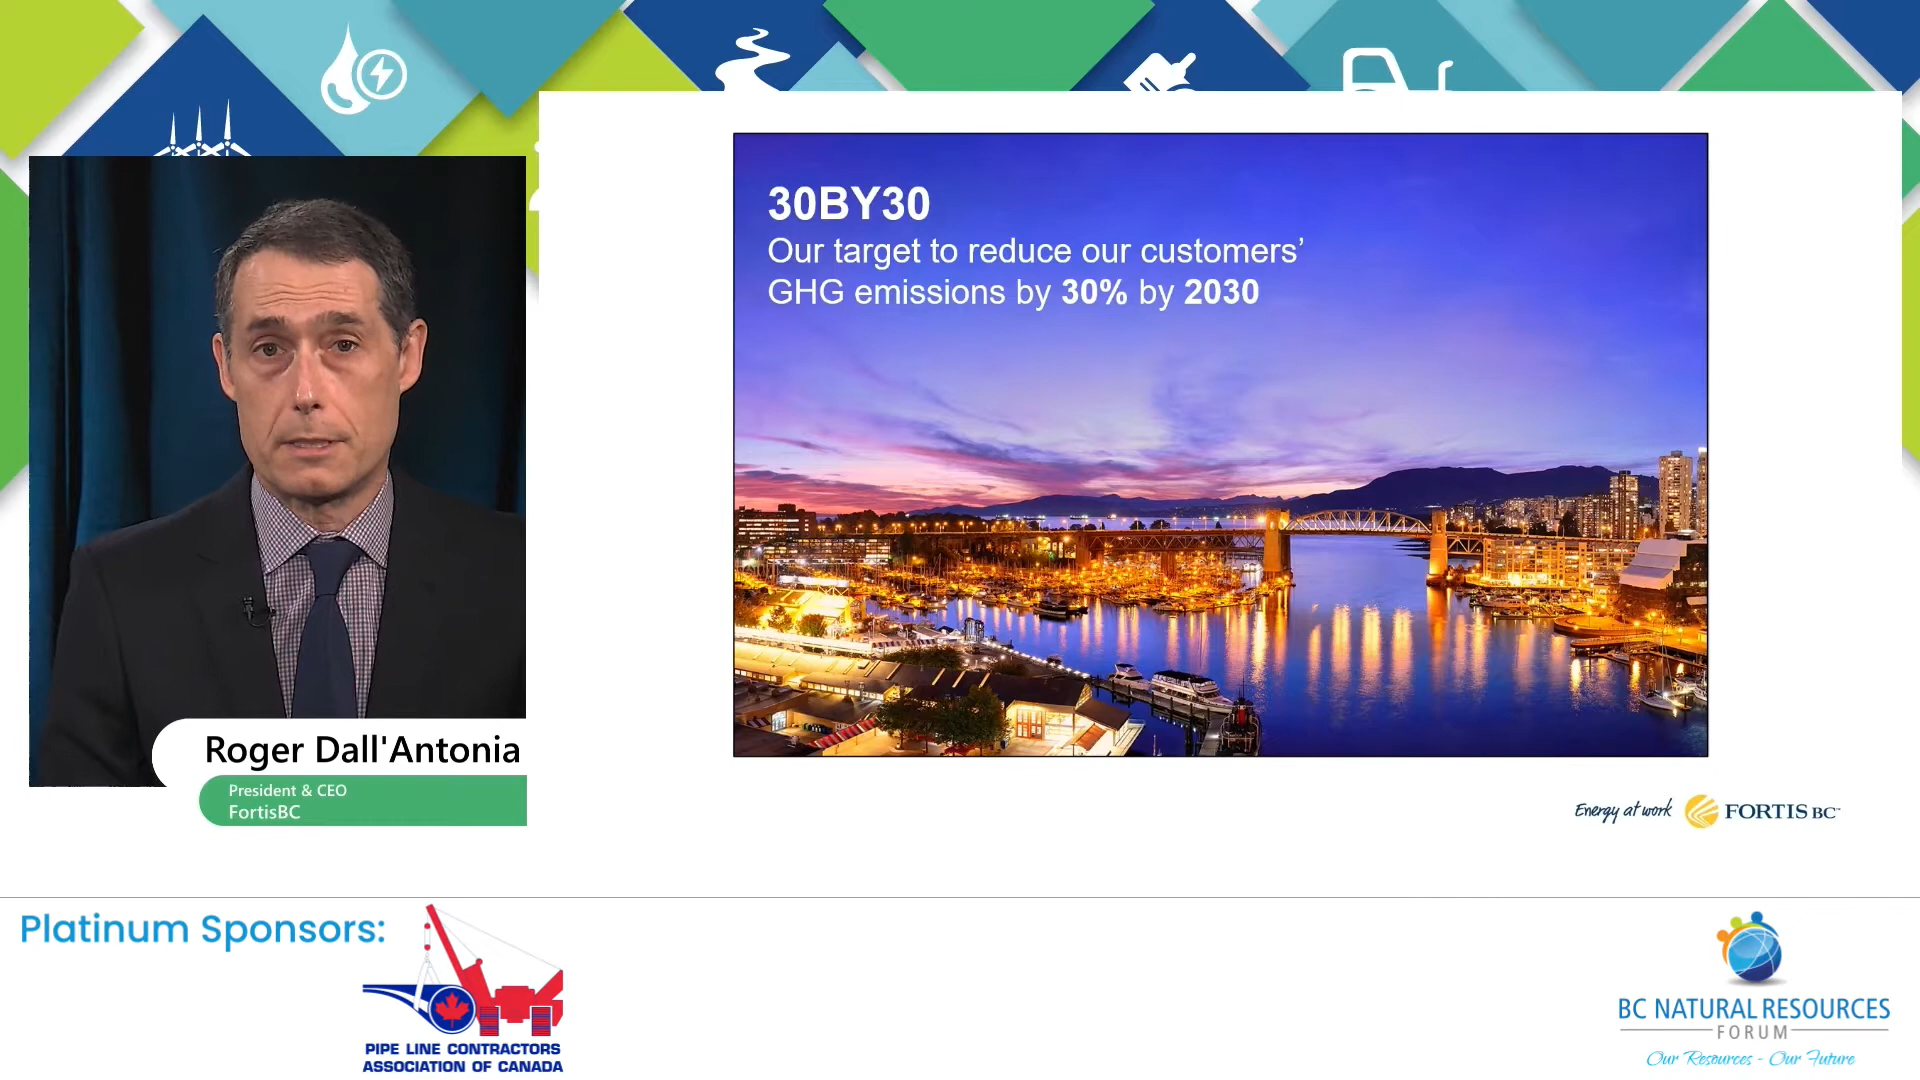 30BY30
Our target to reduce our customers’
GHG emissions by 30% by 2030
Roger Dall'Antonia
President & CEO
FortisBC
Energy at work
FORTIS BC™
Platinum Sponsors:
PIPE LINE CONTRACTORS
ASSOCIATION OF CANADA
BC NATURAL RESOURCES
FORUM
Our Resources - Our Future